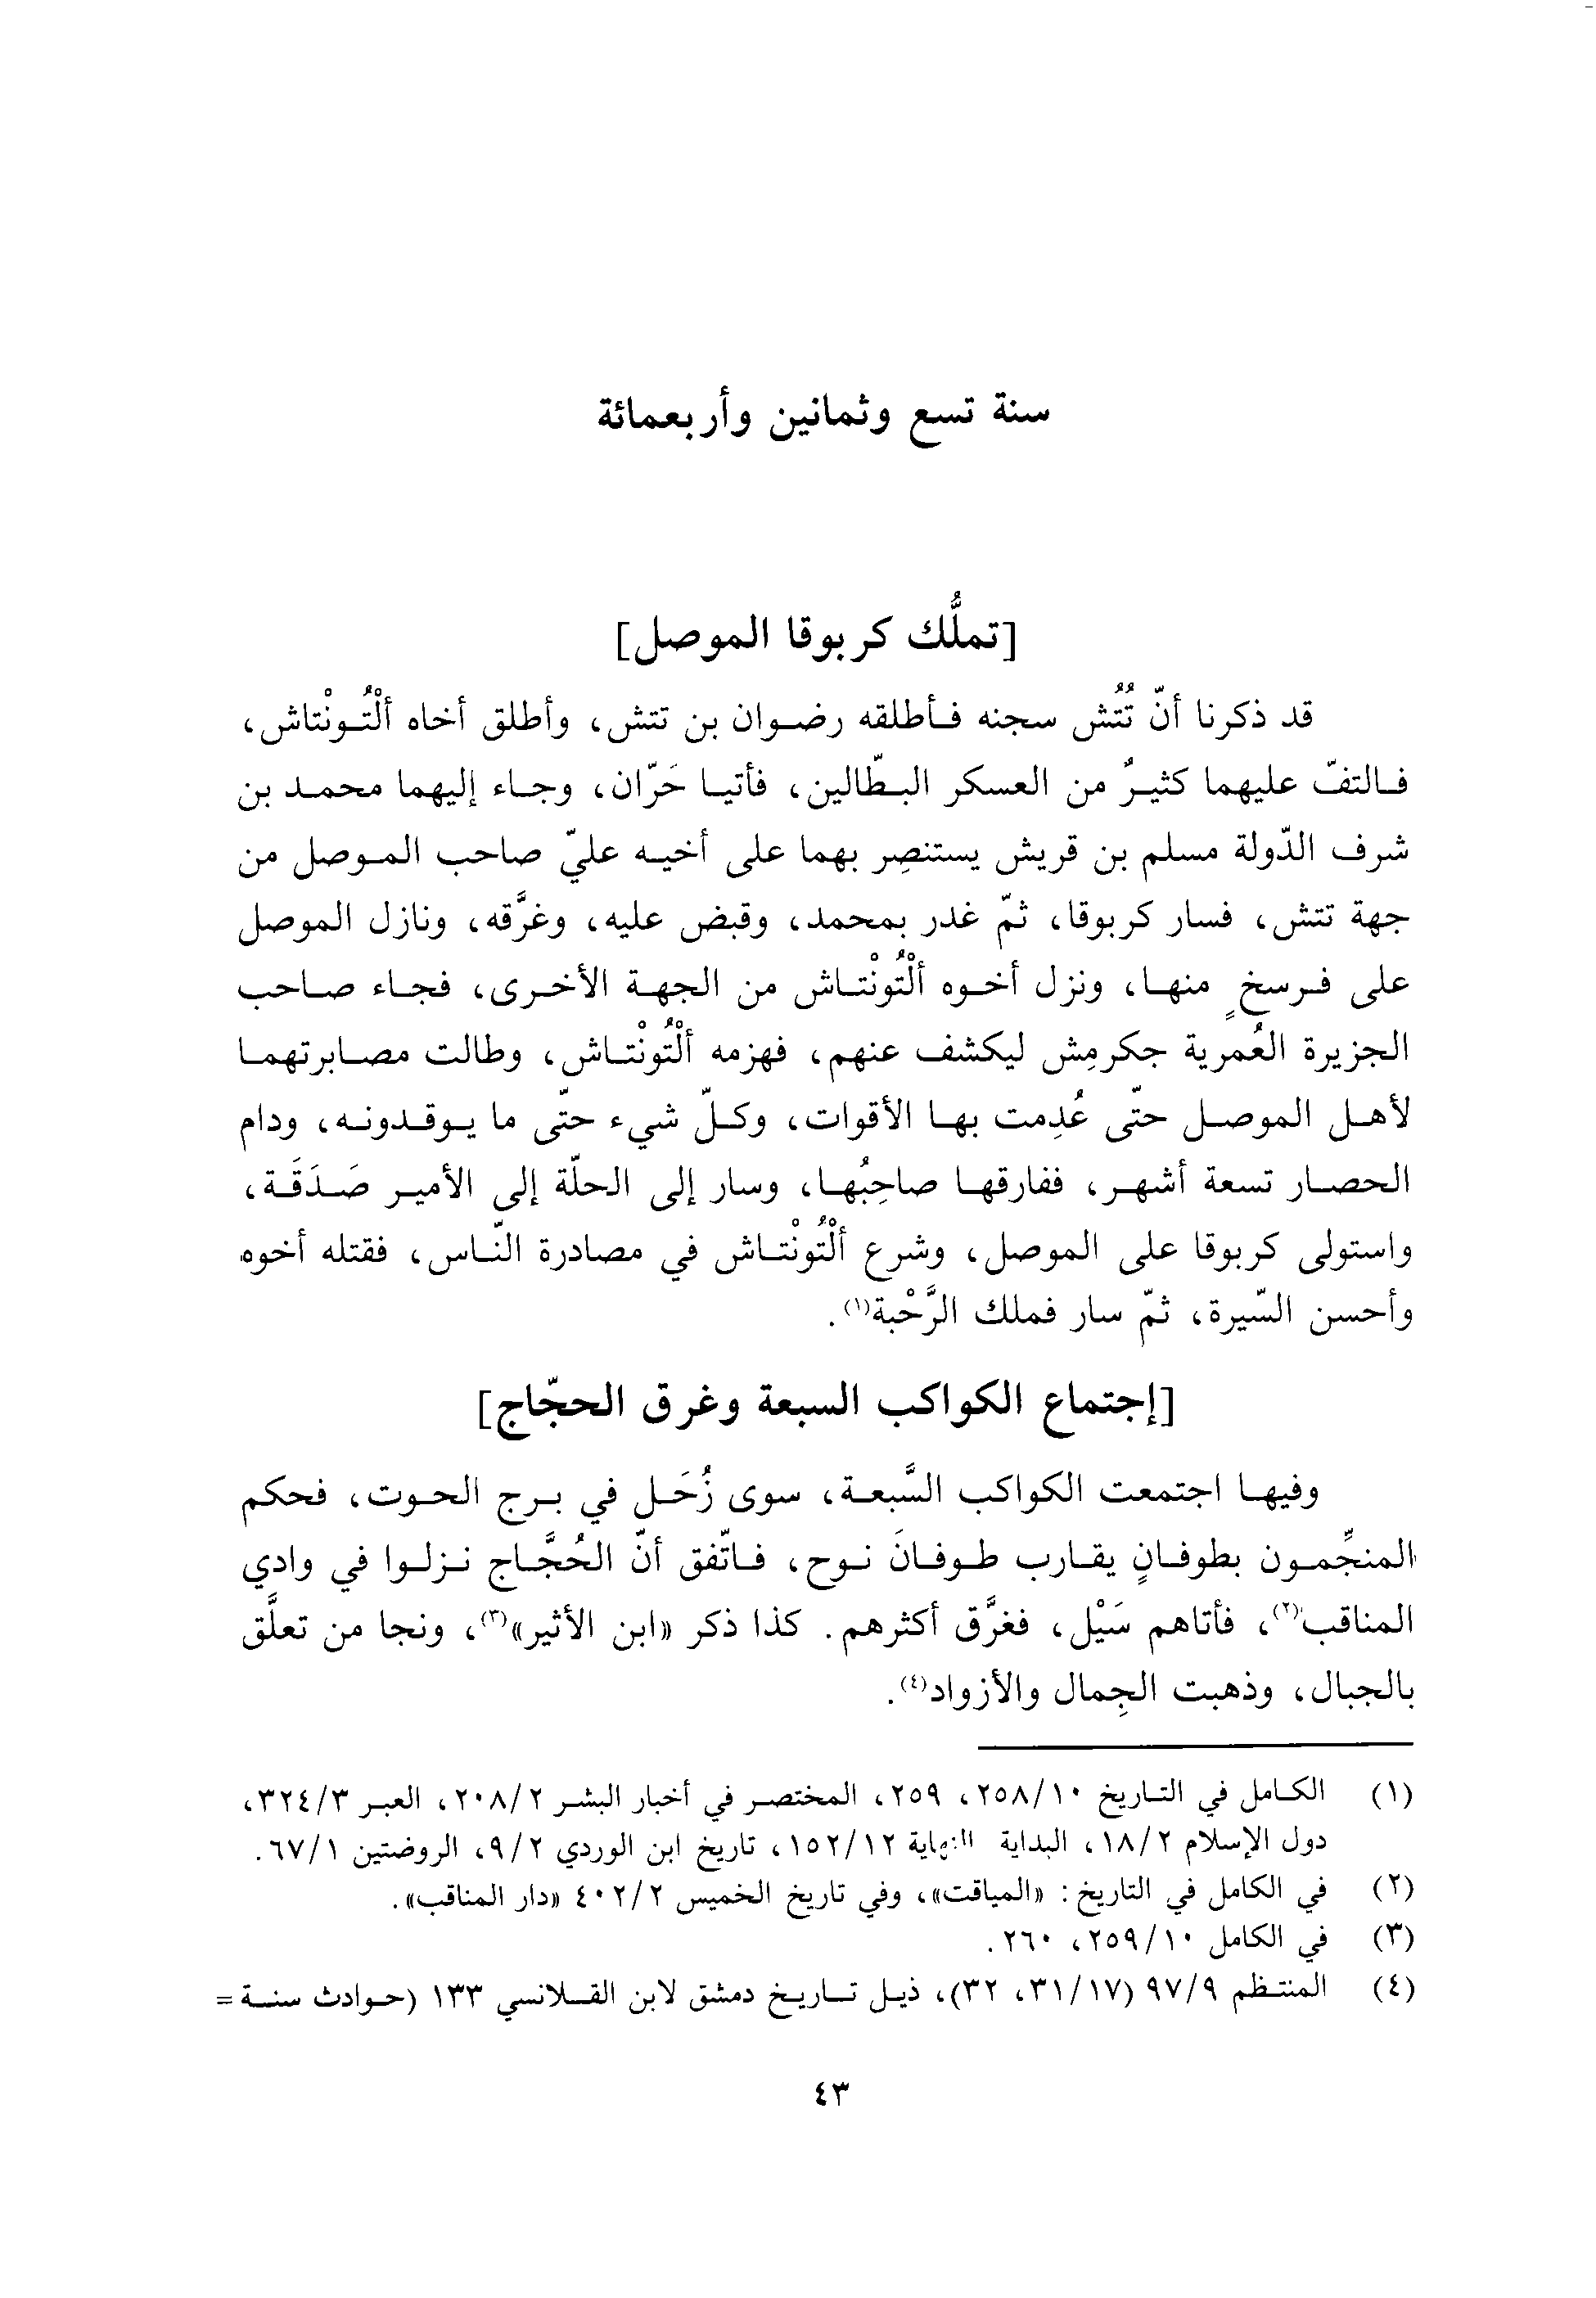 سنة تسع وثمانين وأربعمائة
[تملُّك كربوقا الموصل]
قد ذكرنا أنّ تُتُش سجنه فأطلقه رضوان بن تتش، وأطلق أخاه ألْتُونْتاش،
فالتفّ عليهما كثيرٌ من العسكر البطّالين، فأتيا حَرّان، وجاء إليهما محمد بن
شرف الدّولة مسلم بن قريش يستنصِر بهما على أخيه عليّ صاحب الموصل من
جهة تتش، فسار كربوقا، ثمّ غدر بمحمد، وقبض عليه، وغرَّقه، ونازل الموصل
على فرسخٍ منها، ونزل أخوه ألْتُونْتاش من الجهة الأخرى، فجاء صاحب
الجزيرة العُمرية جكرمِش ليكشف عنهم، فهزمه ألْتُونْتاش، وطالت مصابرتهما
لأهل الموصل حتّى عُدِمت بها الأقوات، وكلّ شيء حتّى ما يوقدونه، ودام
الحصار تسعة أشهر، ففارقها صاحِبُها، وسار إلى الحلّة إلى الأمير صَدَقَة،
واستولى كربوقا على الموصل، وشرع ألْتُونْتاش في مصادرة النّاس، فقتله أخوه
وأحسن السّيرة، ثمّ سار فملك الرَّحْبة(١).
[إجتماع الكواكب السبعة وغرق الحجّاج]
وفيها اجتمعت الكواكب السَّبعة، سوى زُحَل في برج الحوت، فحكم
المنجِّمون بطوفانٍ يقارب طوفانَ نوح، فاتّفق أنّ الحُجَّاج نزلوا في وادي
المناقب(٢)، فأتاهم سَيْل، فغرَّق أكثرهم. كذا ذكر «ابن الأثير»(٣)، ونجا من تعلَّق
بالجبال، وذهبت الجِمال والأزواد(٤).
(١) الكامل في التاريخ ٢٥٨/١٠، ٢٥٩، المختصر في أخبار البشر ٢٠٨/٢، العبر ٣٢٤/٣،
دول الإسلام ١٨/٢، البداية النهاية ١٥٢/١٢، تاريخ ابن الوردي ٩/٢، الروضتين ٦٧/١.
(٢) في الكامل في التاريخ: «المياقت»، وفي تاريخ الخميس ٤٠٢/٢ «دار المناقب».
(٣) في الكامل ٢٥٩/١٠، ٢٦٠.
(٤) المنتظم ٩٧/٩ (٣١/١٧، ٣٢)، ذيل تاريخ دمشق لابن القلانسي ١٣٣ (حوادث سنة =
٤٣